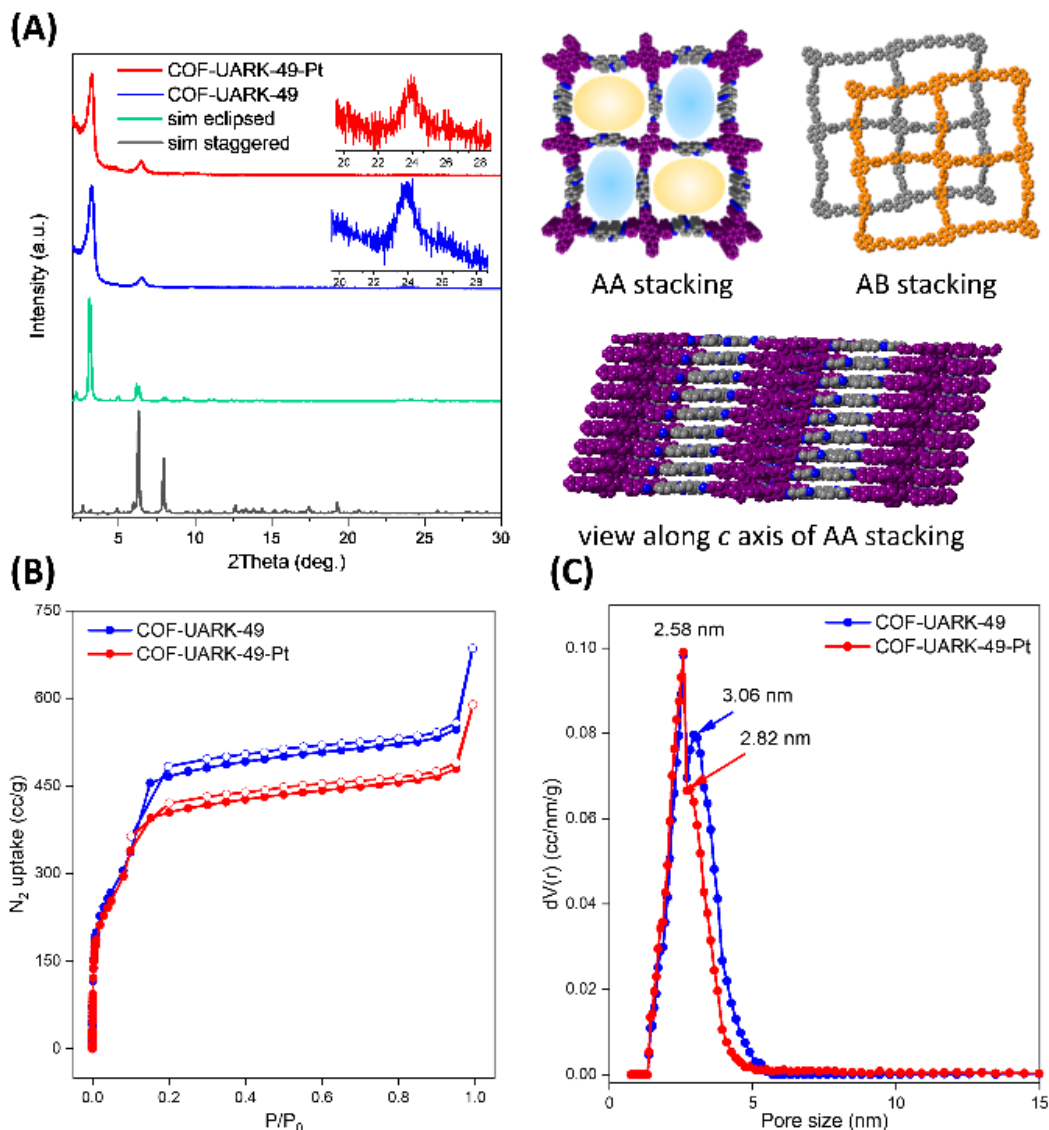 (A)
COF-UARK-49-Pt
COF-UARK-49
sim eclipsed
sim staggered
20 22 24 26 28
20 22 24 26 28
Intensity (a.u.)
5 10 15 20 25 30
2Theta (deg.)
AA stacking
AB stacking
view along c axis of AA stacking
(B)
COF-UARK-49
COF-UARK-49-Pt
750
600
450
300
150
0
N2 uptake (cc/g)
0.0 0.2 0.4 0.6 0.8 1.0
P/P0
(C)
COF-UARK-49
COF-UARK-49-Pt
2.58 nm
3.06 nm
2.82 nm
0.10
0.08
0.06
0.04
0.02
0.00
dV(r) (cc/nm/g)
0 5 10 15
Pore size (nm)